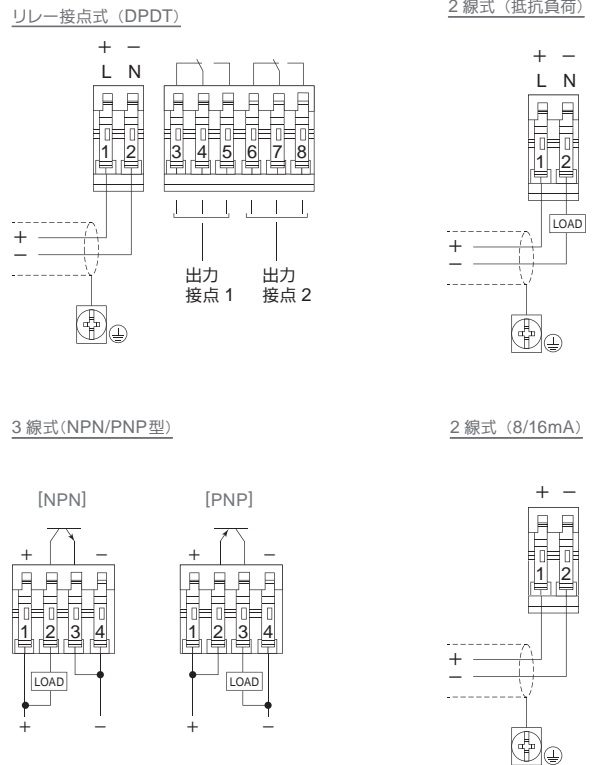 リレー接点式（DPDT）
+ −
L N
1 2 3 4 5 6 7 8
+
−
出力
接点 1
出力
接点 2
2 線式（抵抗負荷）
+ −
L N
1 2
LOAD
+
−
3 線式（NPN/PNP型）
[NPN]
+ −
1 2 3 4
LOAD
+ −
[PNP]
+ −
1 2 3 4
LOAD
+ −
2 線式（8/16mA）
+ −
1 2
+
−